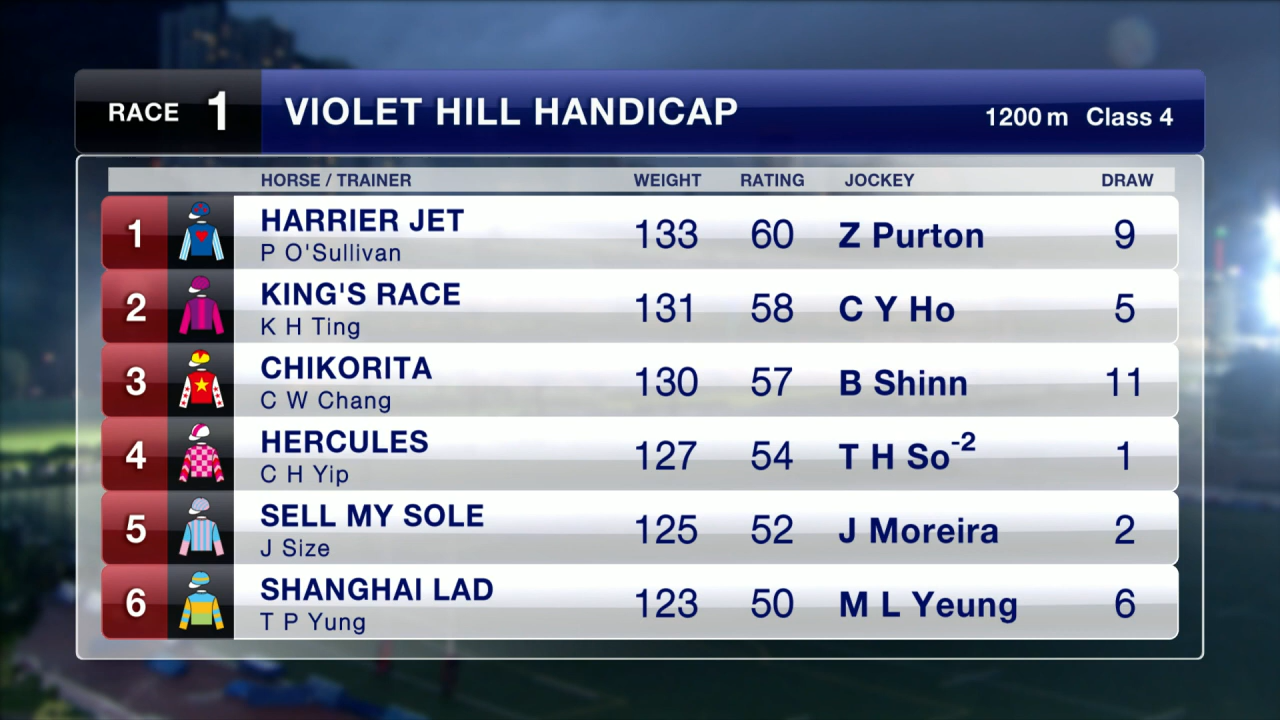 RACE 1 VIOLET HILL HANDICAP 1200 m Class 4
HORSE / TRAINER WEIGHT RATING JOCKEY DRAW
1 HARRIER JET 133 60 Z Purton 9
P O'Sullivan
2 KING'S RACE 131 58 C Y Ho 5
K H Ting
3 CHIKORITA 130 57 B Shinn 11
C W Chang
4 HERCULES 127 54 T H So-2 1
C H Yip
5 SELL MY SOLE 125 52 J Moreira 2
J Size
6 SHANGHAI LAD 123 50 M L Yeung 6
T P Yung